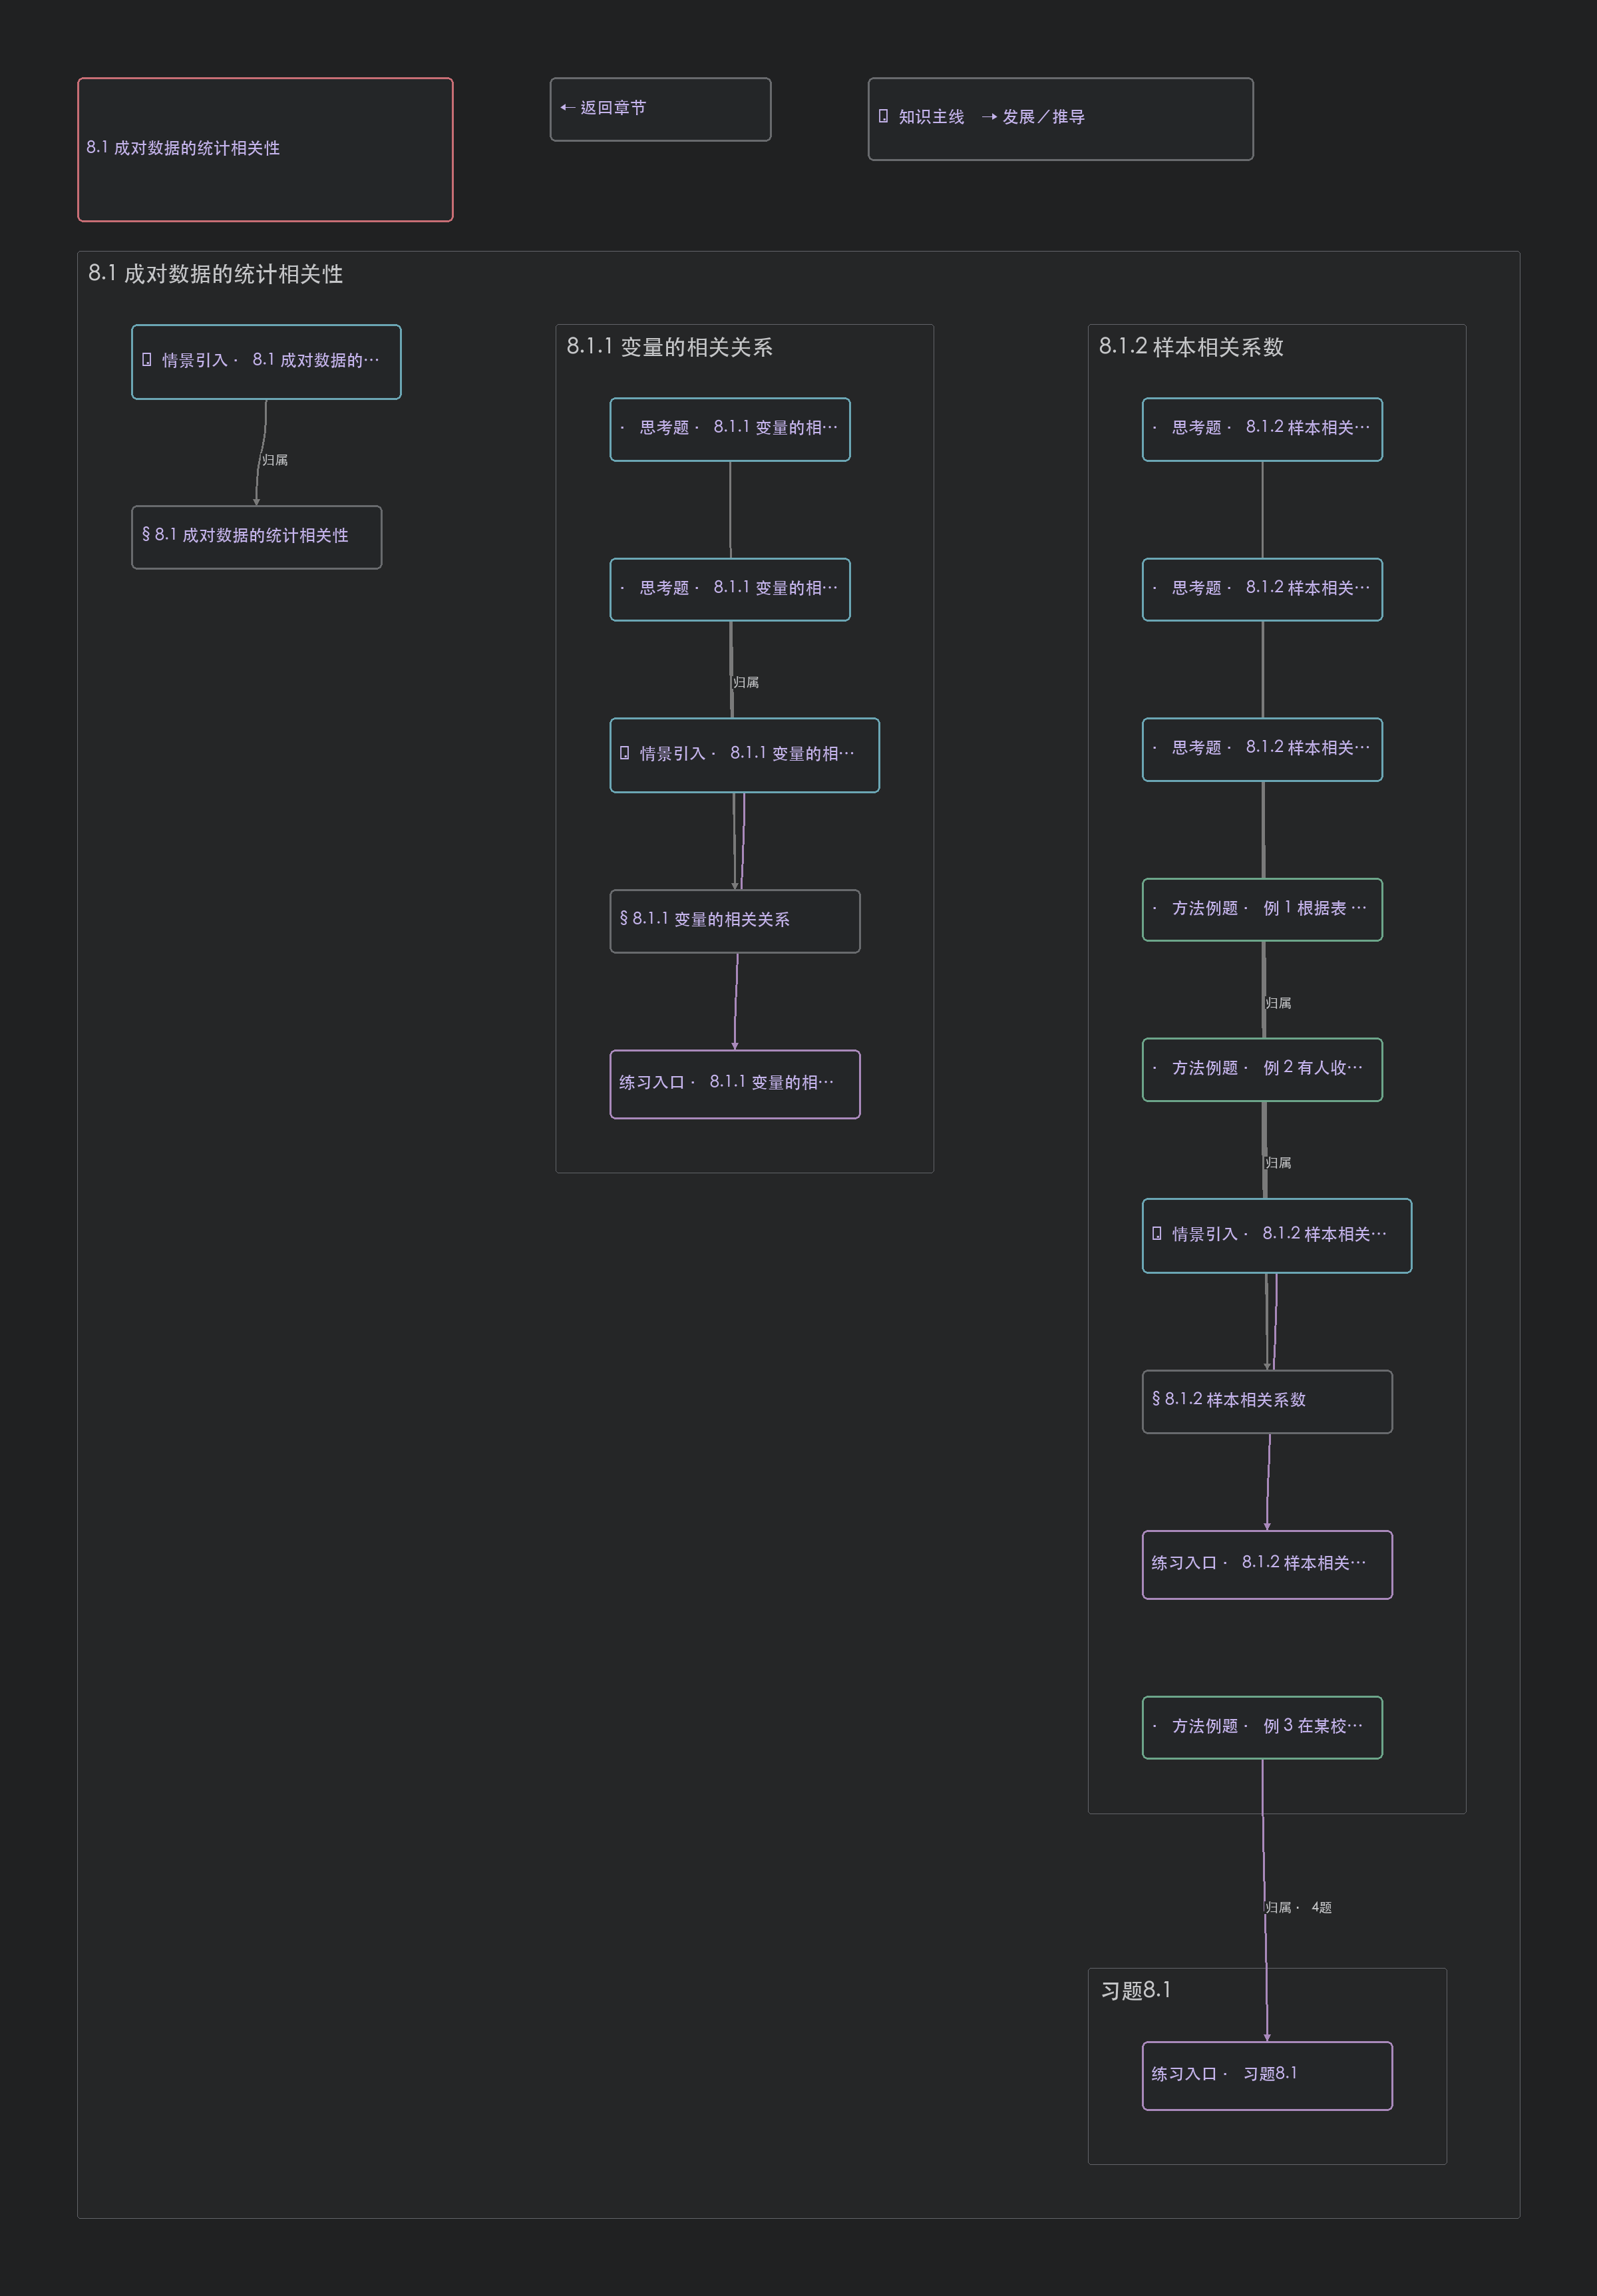 8.1 成对数据的统计相关性
← 返回章节
知识主线 → 发展／推导
8.1 成对数据的统计相关性
情景引入 · 8.1 成对数据的…
归属
§ 8.1 成对数据的统计相关性
8.1.1 变量的相关关系
· 思考题 · 8.1.1 变量的相…
· 思考题 · 8.1.1 变量的相…
归属
情景引入 · 8.1.1 变量的相…
§ 8.1.1 变量的相关关系
练习入口 · 8.1.1 变量的相…
8.1.2 样本相关系数
· 思考题 · 8.1.2 样本相关…
· 思考题 · 8.1.2 样本相关…
· 思考题 · 8.1.2 样本相关…
· 方法例题 · 例 1 根据表 …
归属
· 方法例题 · 例 2 有人收…
归属
情景引入 · 8.1.2 样本相关…
§ 8.1.2 样本相关系数
练习入口 · 8.1.2 样本相关…
· 方法例题 · 例 3 在某校…
归属 · 4题
习题8.1
练习入口 · 习题8.1